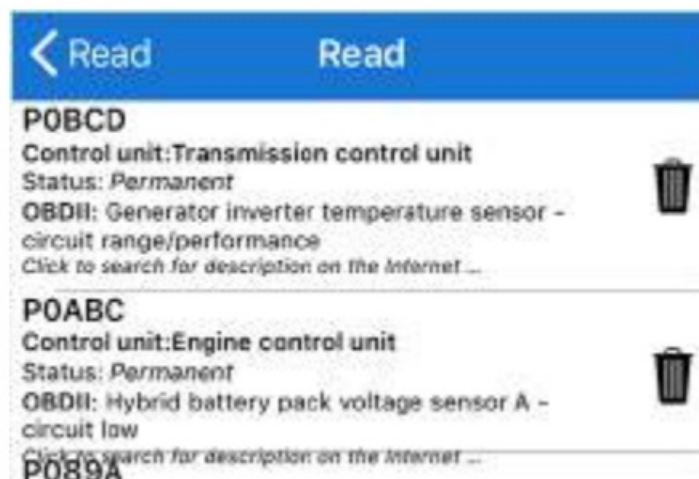 Read Read
P0BCD
Control unit:Transmission control unit
Status: Permanent
OBDII: Generator inverter temperature sensor –
circuit range/performance
Click to search for description on the Internet ...
P0ABC
Control unit:Engine control unit
Status: Permanent
OBDII: Hybrid battery pack voltage sensor A –
circuit low
Click to search for description on the Internet ...
P089A